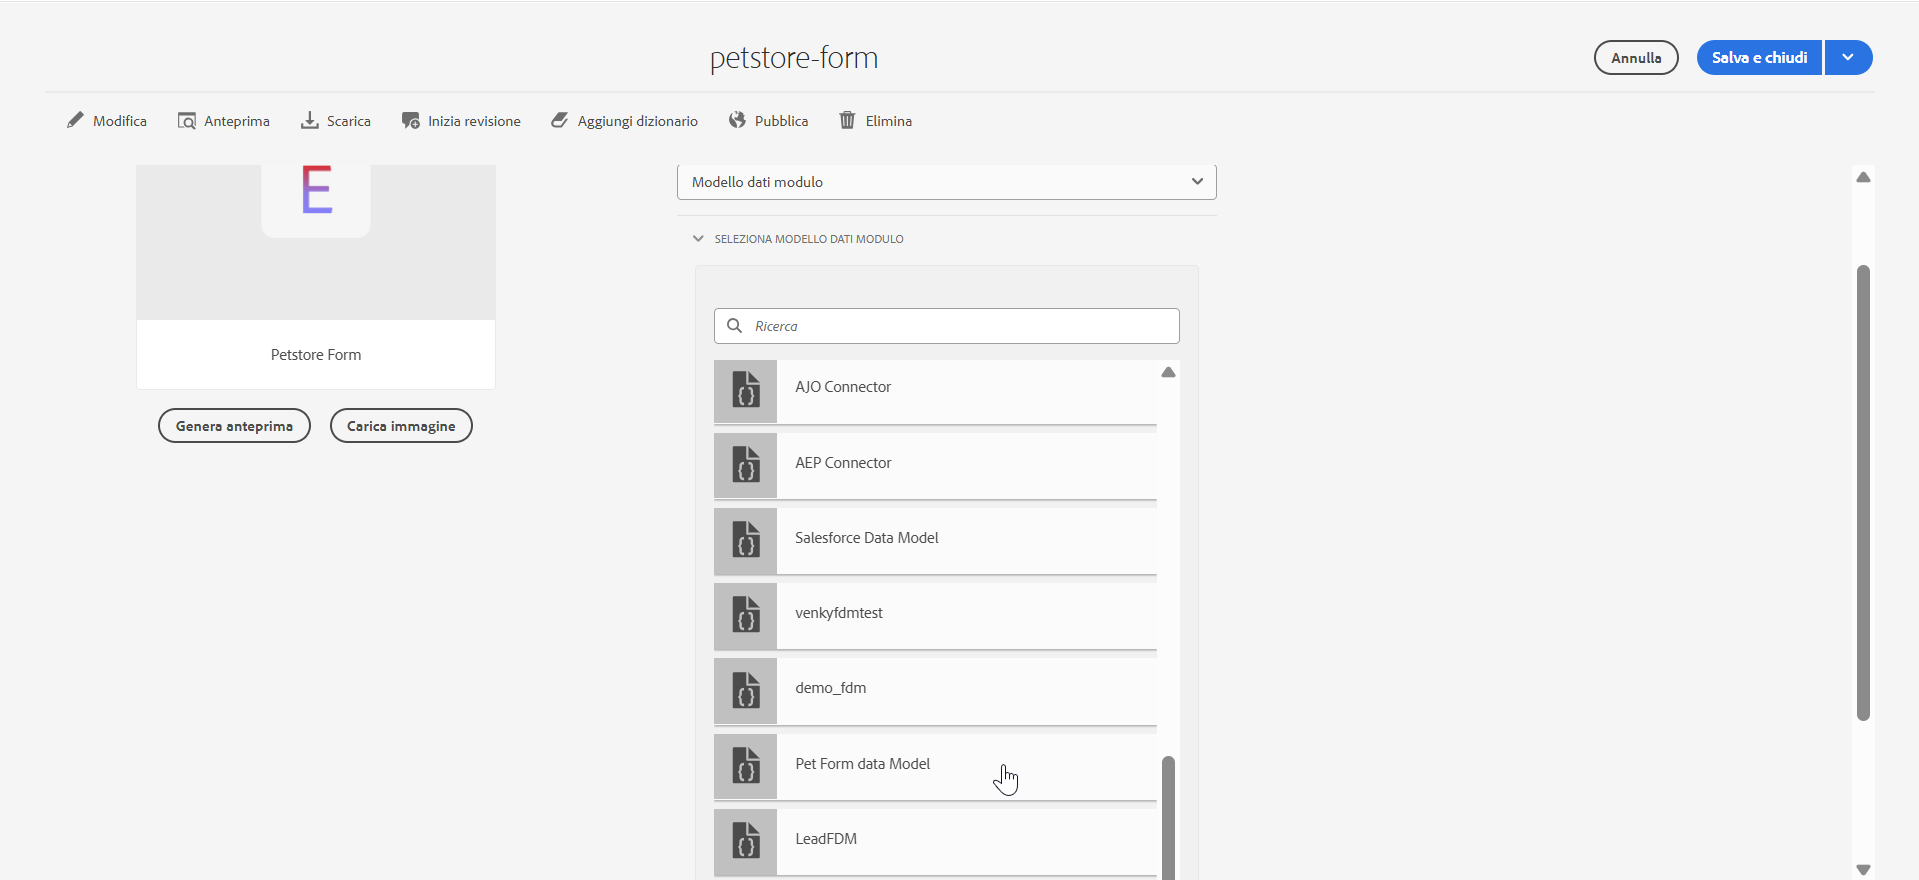 petstore-form
Annulla
Salva e chiudi
Modifica
Anteprima
Scarica
Inizia revisione
Aggiungi dizionario
Pubblica
Elimina
E
Petstore Form
Genera anteprima
Carica immagine
Modello dati modulo
SELEZIONA MODELLO DATI MODULO
Ricerca
AJO Connector
AEP Connector
Salesforce Data Model
venkyfdmtest
demo_fdm
Pet Form data Model
LeadFDM